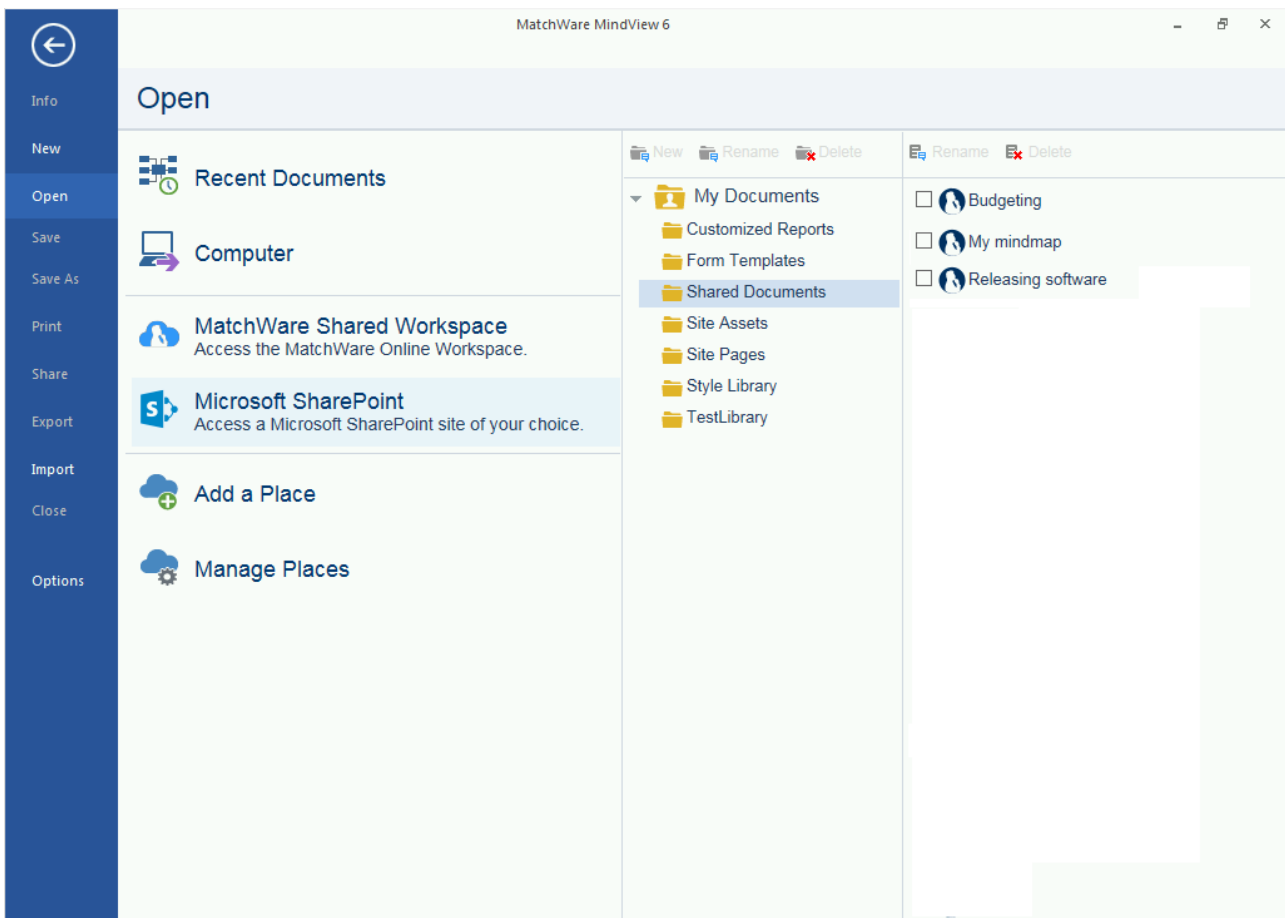 MatchWare MindView 6
Info
New
Open
Save
Save As
Print
Share
Export
Import
Close
Options
Open
Recent Documents
Computer
MatchWare Shared Workspace
Access the MatchWare Online Workspace.
Microsoft SharePoint
Access a Microsoft SharePoint site of your choice.
Add a Place
Manage Places
New Rename Delete
My Documents
Customized Reports
Form Templates
Shared Documents
Site Assets
Site Pages
Style Library
TestLibrary
Rename Delete
Budgeting
My mindmap
Releasing software